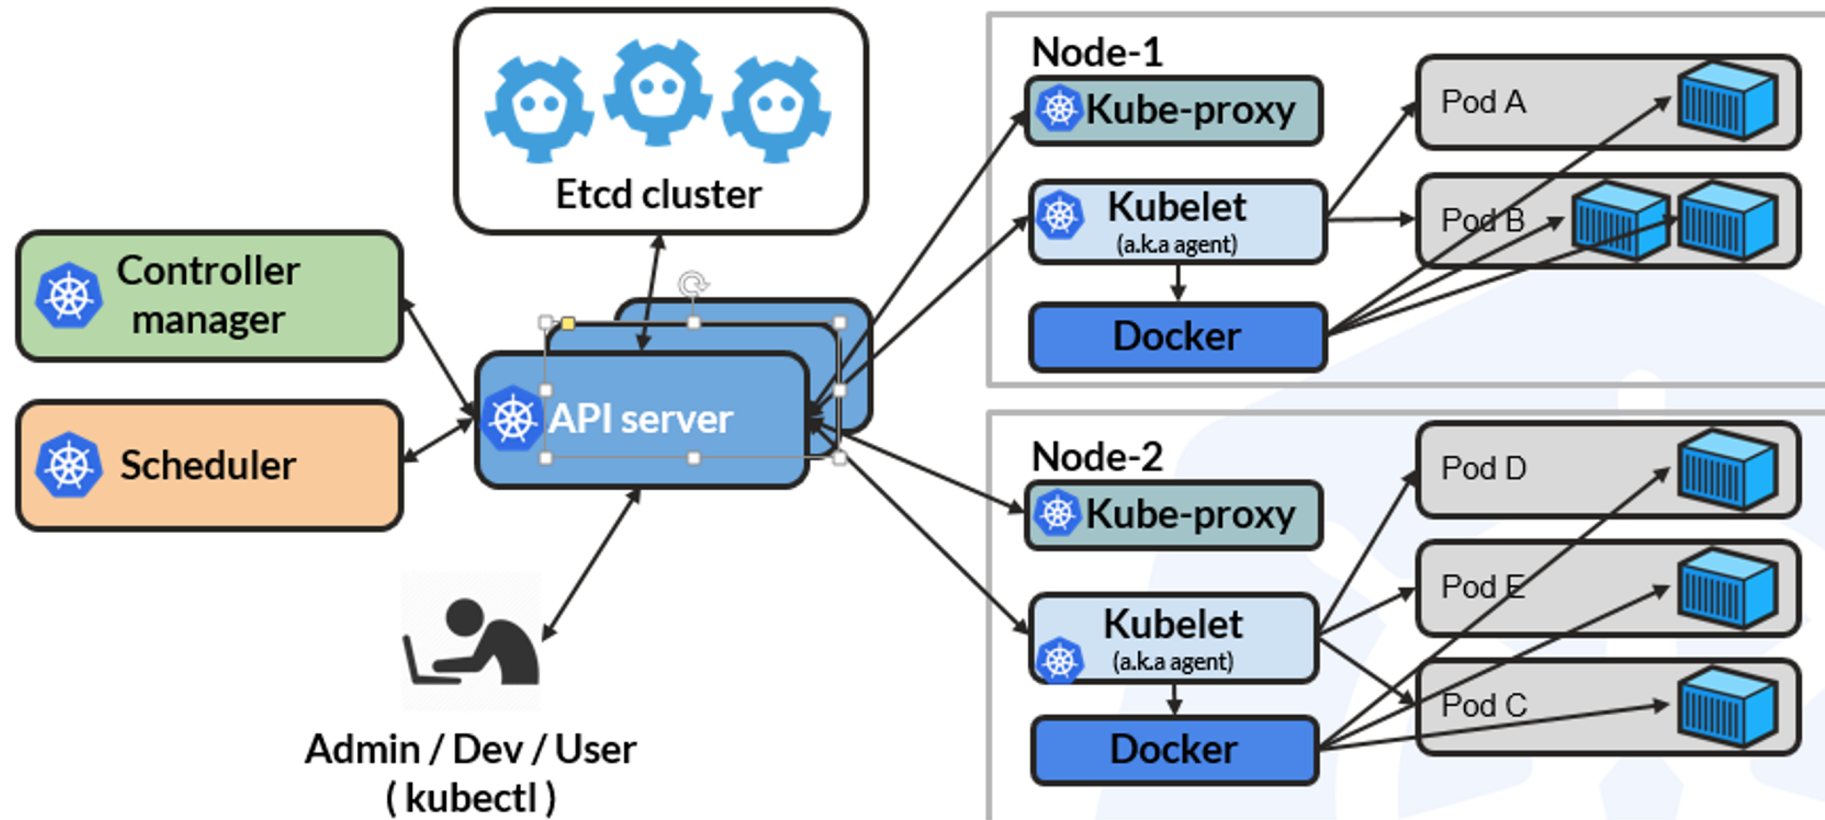 Etcd cluster
Controller
manager
Scheduler
API server
Admin / Dev / User
( kubectl )
Node-1
Kube-proxy
Kubelet
(a.k.a agent)
Docker
Pod A
Pod B
Node-2
Kube-proxy
Kubelet
(a.k.a agent)
Docker
Pod D
Pod E
Pod C